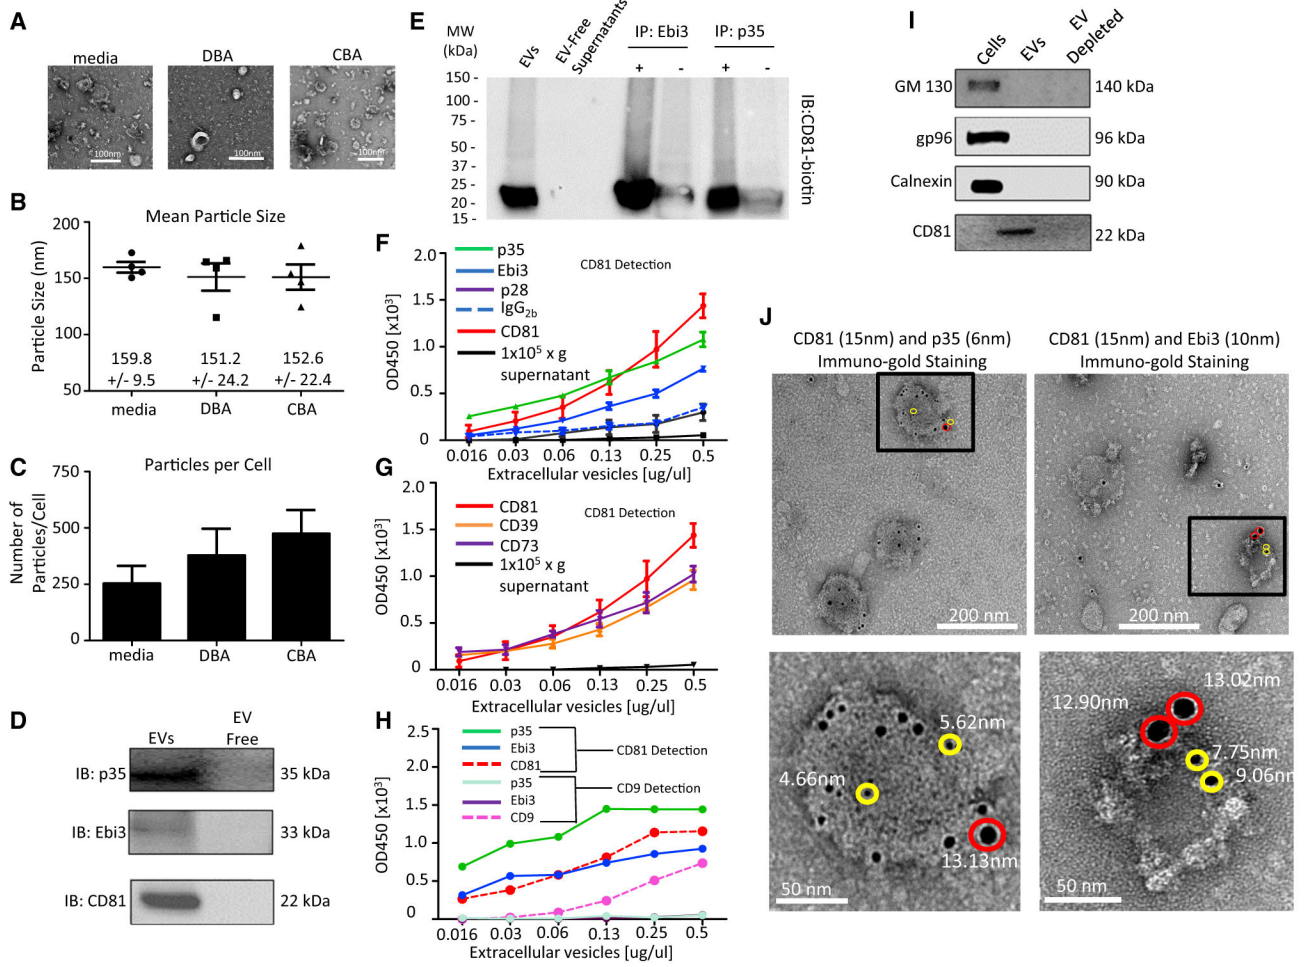 A
media
DBA
CBA
100nm
100nm
100nm
B
Mean Particle Size
Particle Size (nm)
200
150
100
50
159.8
+/- 9.5
151.2
+/- 24.2
152.6
+/- 22.4
media
DBA
CBA
C
Particles per Cell
Number of
Particles/Cell
750
500
250
0
media
DBA
CBA
D
EVs
EV
Free
IB: p35
35 kDa
IB: Ebi3
33 kDa
IB: CD81
22 kDa
E
MW
(kDa)
EVs
EV-Free
Supernatants
IP: Ebi3
IP: p35
+
-
+
-
150 -
100 -
75 -
50 -
37 -
25 -
20 -
15 -
IB:CD81-biotin
F
p35
Ebi3
p28
IgG2b
CD81
1x10⁵ x g
supernatant
CD81 Detection
OD450 [x10³]
2.0
1.5
1.0
0.5
0
0.016
0.03
0.06
0.13
0.25
0.5
Extracellular vesicles [ug/ul]
G
CD81
CD39
CD73
1x10⁵ x g
supernatant
CD81 Detection
OD450 [x10³]
2.0
1.5
1.0
0.5
0
0.016
0.03
0.06
0.13
0.25
0.5
Extracellular vesicles [ug/ul]
H
p35
Ebi3
CD81
CD81 Detection
p35
Ebi3
CD9
CD9 Detection
OD450 [x10³]
2.5
2.0
1.5
1.0
0.5
0
0.016
0.03
0.06
0.13
0.25
0.5
Extracellular vesicles [ug/ul]
I
Cells
EVs
EV
Depleted
GM 130
140 kDa
gp96
96 kDa
Calnexin
90 kDa
CD81
22 kDa
J
CD81 (15nm) and p35 (6nm)
Immuno-gold Staining
CD81 (15nm) and Ebi3 (10nm)
Immuno-gold Staining
200 nm
200 nm
5.62nm
4.66nm
13.13nm
50 nm
13.02nm
12.90nm
7.75nm
9.06nm
50 nm